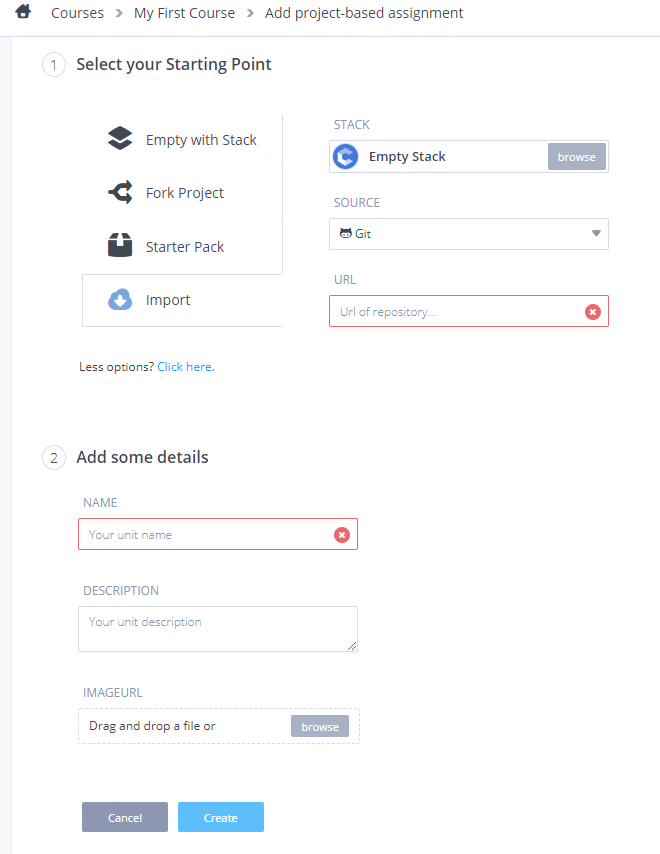 Courses > My First Course > Add project-based assignment
1 Select your Starting Point
Empty with Stack
Fork Project
Starter Pack
Import
STACK
Empty Stack browse
SOURCE
Git
URL
Url of repository...
Less options? Click here.
2 Add some details
NAME
Your unit name
DESCRIPTION
Your unit description
IMAGEURL
Drag and drop a file or browse
Cancel Create